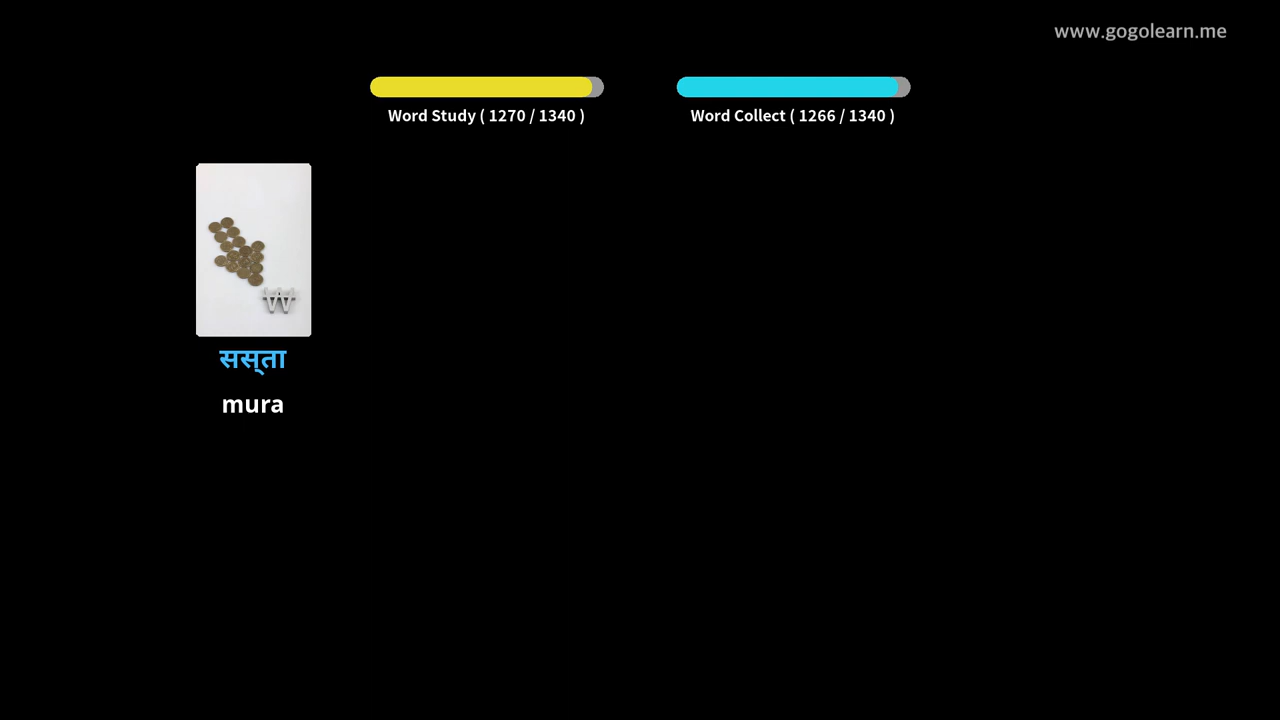 www.gogolearn.me
Word Study ( 1270 / 1340 )
Word Collect ( 1266 / 1340 )
₩
सस्ता
mura